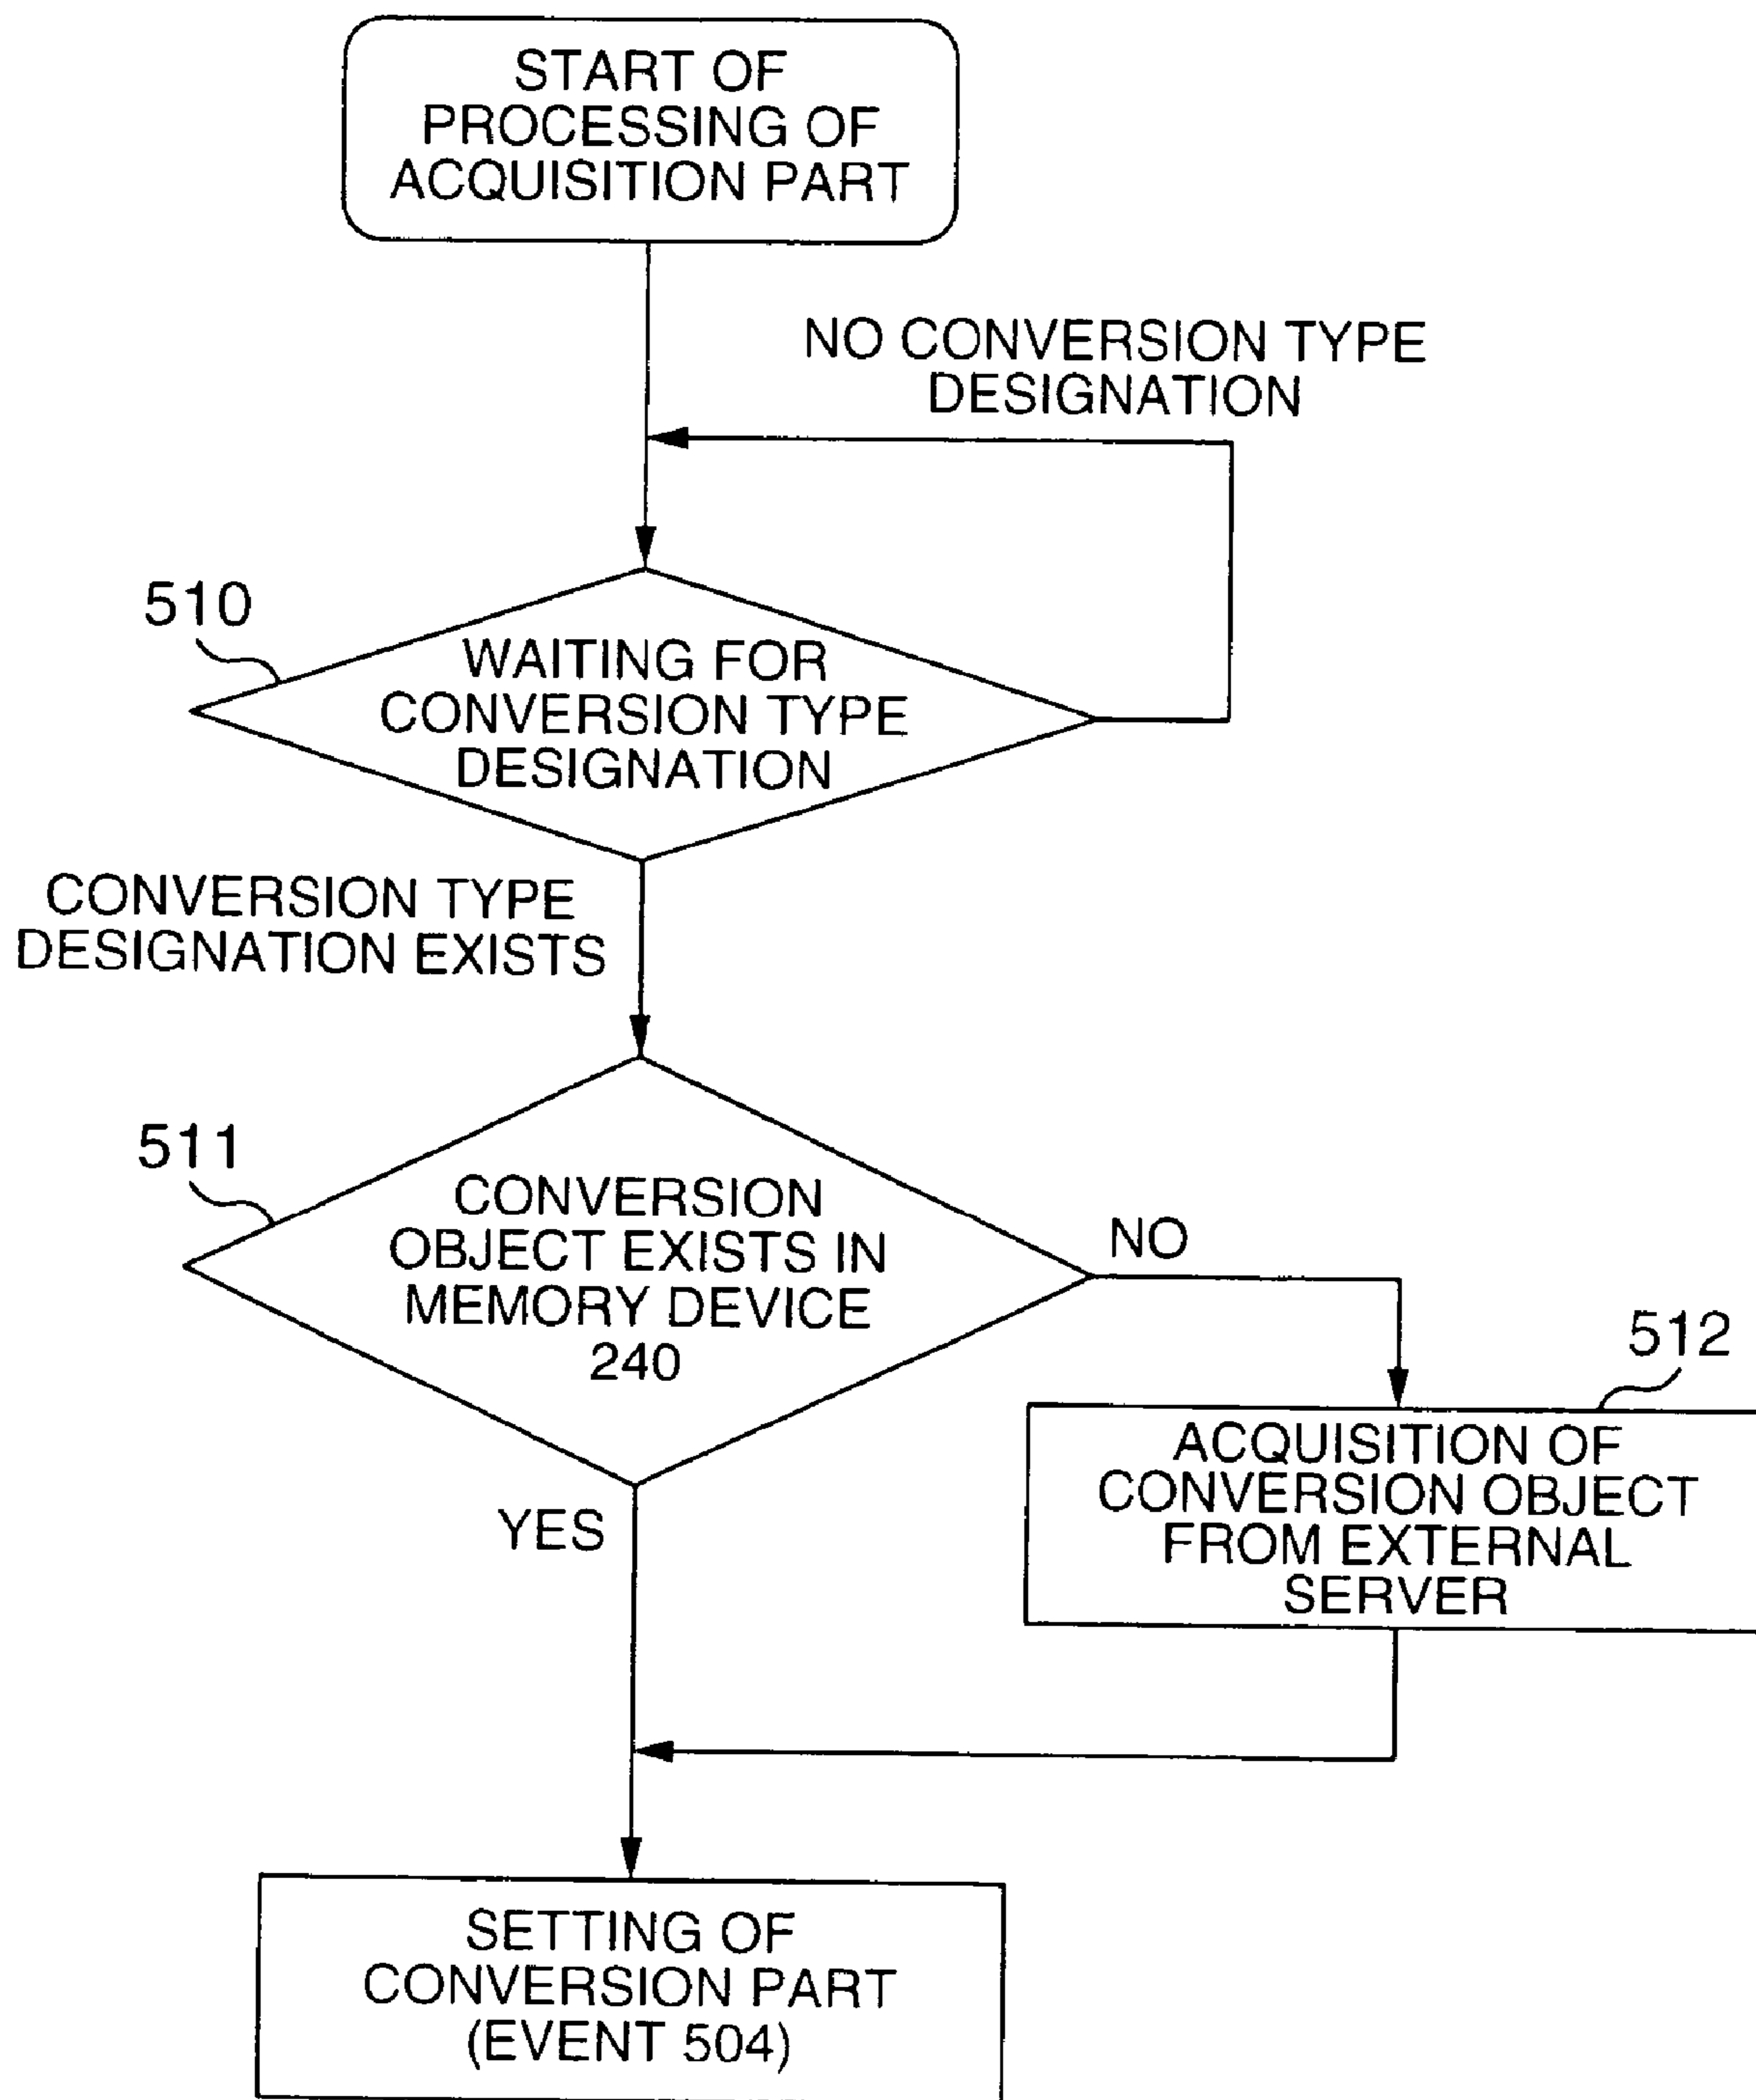 START OF
PROCESSING OF
ACQUISITION PART
NO CONVERSION TYPE
DESIGNATION
510
WAITING FOR
CONVERSION TYPE
DESIGNATION
CONVERSION TYPE
DESIGNATION EXISTS
511
CONVERSION
OBJECT EXISTS IN
MEMORY DEVICE
240
NO
512
ACQUISITION OF
CONVERSION OBJECT
FROM EXTERNAL
SERVER
YES
SETTING OF
CONVERSION PART
(EVENT 504)